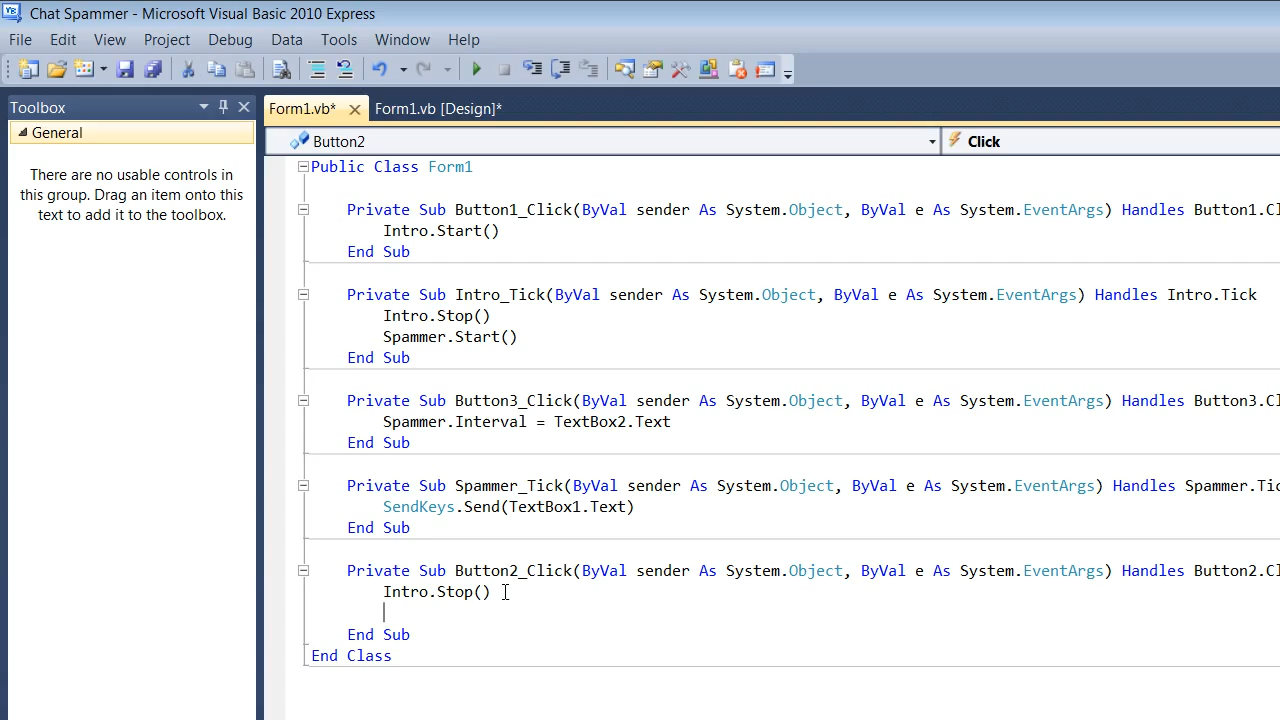 Chat Spammer - Microsoft Visual Basic 2010 Express
File Edit View Project Debug Data Tools Window Help
Toolbox
General
There are no usable controls in
this group. Drag an item onto this
text to add it to the toolbox.
Form1.vb* Form1.vb [Design]*
Button2 Click
Public Class Form1
Private Sub Button1_Click(ByVal sender As System.Object, ByVal e As System.EventArgs) Handles Button1.Cl
Intro.Start()
End Sub
Private Sub Intro_Tick(ByVal sender As System.Object, ByVal e As System.EventArgs) Handles Intro.Tick
Intro.Stop()
Spammer.Start()
End Sub
Private Sub Button3_Click(ByVal sender As System.Object, ByVal e As System.EventArgs) Handles Button3.Cl
Spammer.Interval = TextBox2.Text
End Sub
Private Sub Spammer_Tick(ByVal sender As System.Object, ByVal e As System.EventArgs) Handles Spammer.Tic
SendKeys.Send(TextBox1.Text)
End Sub
Private Sub Button2_Click(ByVal sender As System.Object, ByVal e As System.EventArgs) Handles Button2.Cl
Intro.Stop()
End Sub
End Class